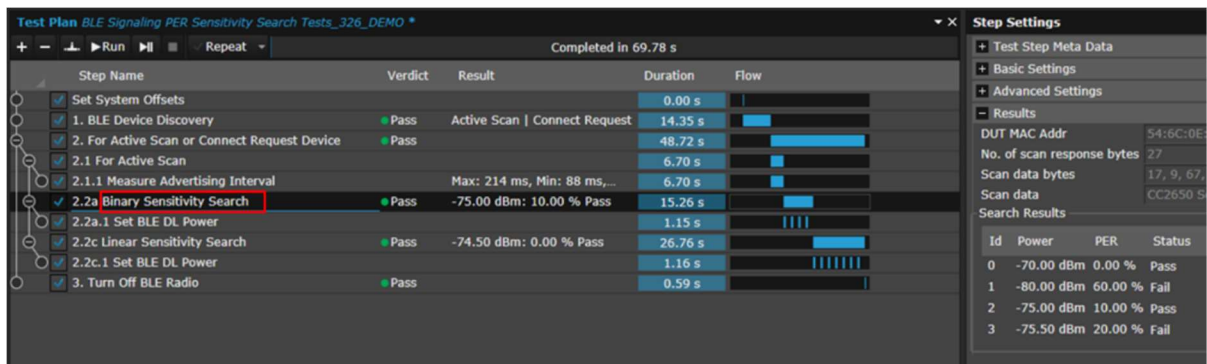 Test Plan BLE Signaling PER Sensitivity Search Tests_326_DEMO *
Run Repeat Completed in 69.78 s
Step Name Verdict Result Duration Flow
Set System Offsets 0.00 s
1. BLE Device Discovery Pass Active Scan | Connect Request 14.35 s
2. For Active Scan or Connect Request Device Pass 48.72 s
2.1 For Active Scan 6.70 s
2.1.1 Measure Advertising Interval Max: 214 ms, Min: 88 ms,... 6.70 s
2.2a Binary Sensitivity Search Pass -75.00 dBm: 10.00 % Pass 15.26 s
2.2a.1 Set BLE DL Power 1.15 s
2.2c Linear Sensitivity Search Pass -74.50 dBm: 0.00 % Pass 26.76 s
2.2c.1 Set BLE DL Power 1.16 s
3. Turn Off BLE Radio Pass 0.59 s
Step Settings
Test Step Meta Data
Basic Settings
Advanced Settings
Results
DUT MAC Addr 54:6C:0E:
No. of scan response bytes 27
Scan data bytes 17, 9, 67,
Scan data CC2650 S
Search Results
Id Power PER Status
0 -70.00 dBm 0.00 % Pass
1 -80.00 dBm 60.00 % Fail
2 -75.00 dBm 10.00 % Pass
3 -75.50 dBm 20.00 % Fail